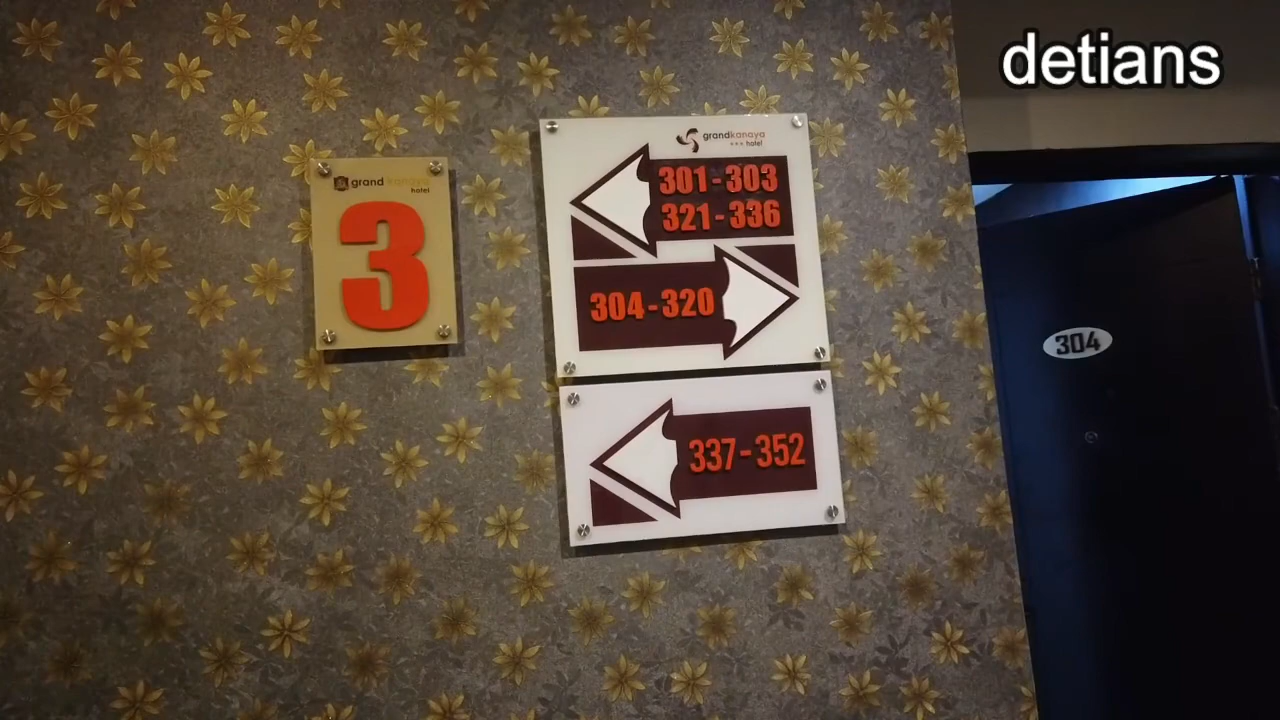 detians
grand kanaya
hotel
3
grandkanaya
hotel
301-303
321-336
304-320
337-352
304